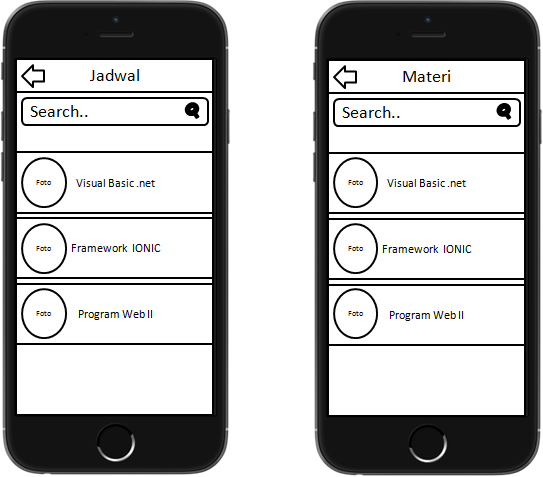 Jadwal
Search..
Foto
Visual Basic .net
Foto
Framework IONIC
Foto
Program Web II
Materi
Search..
Foto
Visual Basic .net
Foto
Framework IONIC
Foto
Program Web II